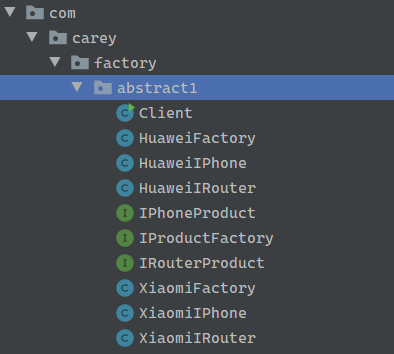 com
carey
factory
abstract1
Client
HuaweiFactory
HuaweiIPhone
HuaweiIRouter
IPhoneProduct
IProductFactory
IRouterProduct
XiaomiFactory
XiaomiIPhone
XiaomiIRouter